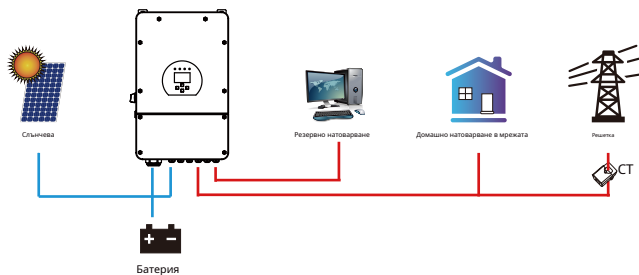 Слънчева
Резервно натоварване
Домашно натоварване в мрежата
Решетка
CT
Батерия